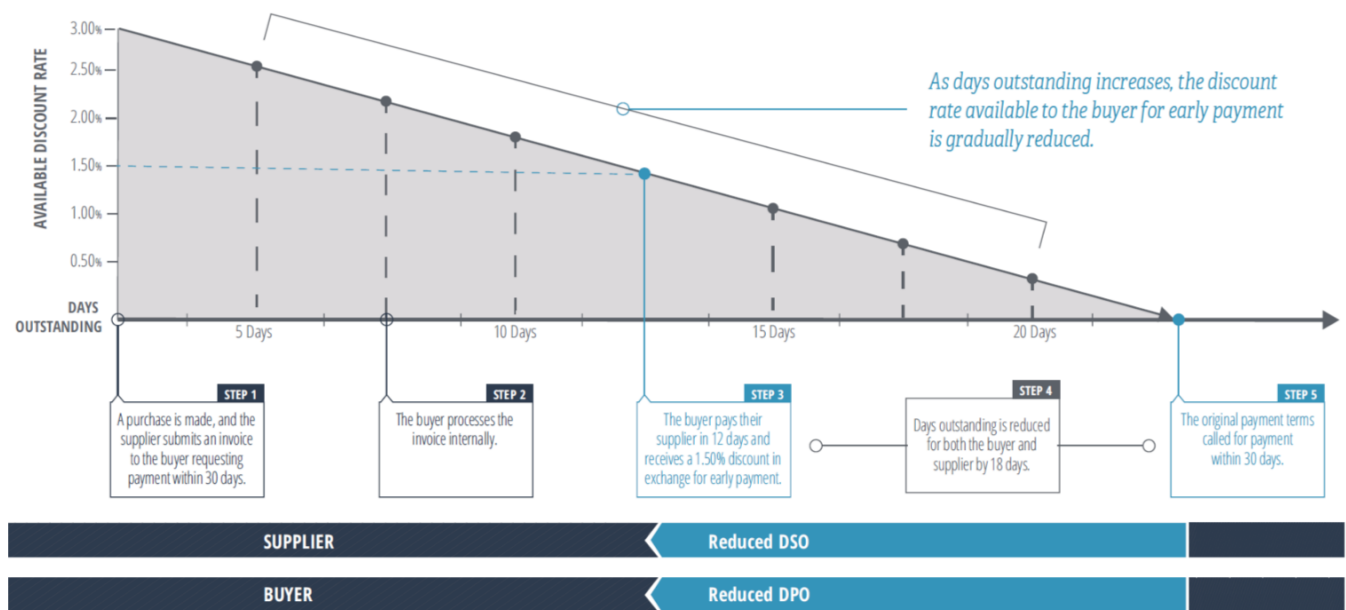 AVAILABLE DISCOUNT RATE
3.00%
2.50%
2.00%
1.50%
1.00%
0.50%
As days outstanding increases, the discount
rate available to the buyer for early payment
is gradually reduced.
DAYS
OUTSTANDING
5 Days
10 Days
15 Days
20 Days
STEP 1
A purchase is made, and the
supplier submits an invoice
to the buyer requesting
payment within 30 days.
STEP 2
The buyer processes the
invoice internally.
STEP 3
The buyer pays their
supplier in 12 days and
receives a 1.50% discount in
exchange for early payment.
STEP 4
Days outstanding is reduced
for both the buyer and
supplier by 18 days.
STEP 5
The original payment terms
called for payment
within 30 days.
SUPPLIER
Reduced DSO
BUYER
Reduced DPO